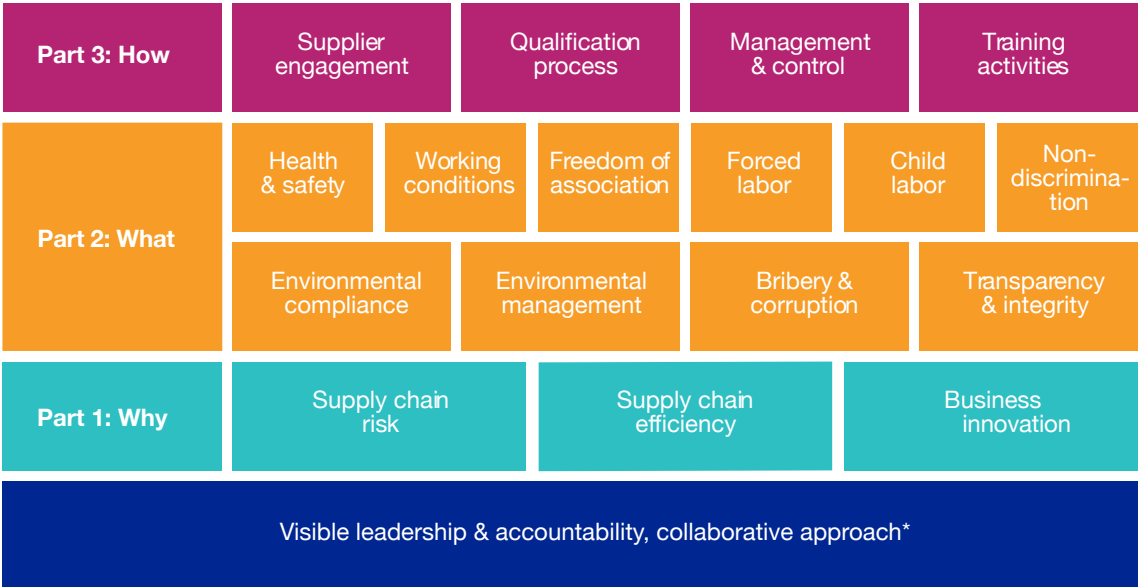 Part 3: How
Supplier
engagement
Qualification
process
Management
& control
Training
activities
Part 2: What
Health
& safety
Working
conditions
Freedom of
association
Forced
labor
Child
labor
Non-
discrimina-
tion
Environmental
compliance
Environmental
management
Bribery &
corruption
Transparency
& integrity
Part 1: Why
Supply chain
risk
Supply chain
efficiency
Business
innovation
Visible leadership & accountability, collaborative approach*